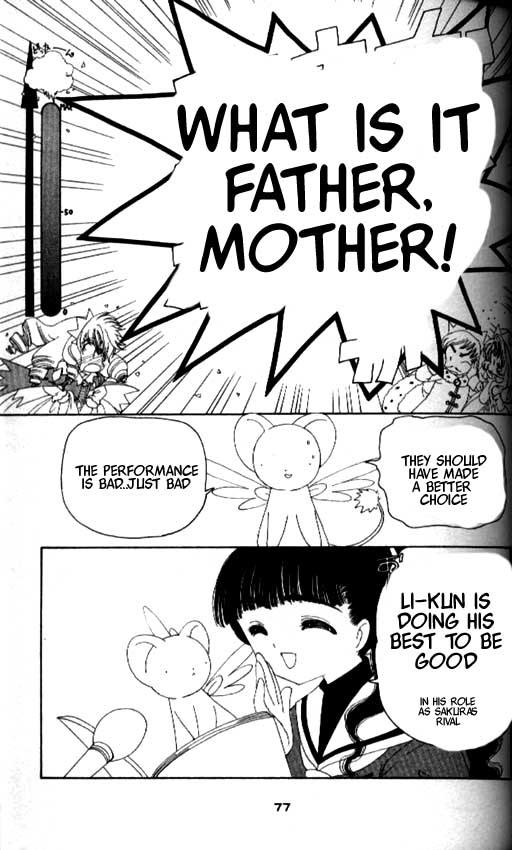 WHAT IS IT
FATHER,
MOTHER!
-50
THEY SHOULD
HAVE MADE
A BETTER
CHOICE
THE PERFORMANCE
IS BAD..JUST BAD
LI-KUN IS
DOING HIS
BEST TO BE
GOOD
IN HIS ROLE
AS SAKURAS
RIVAL
77